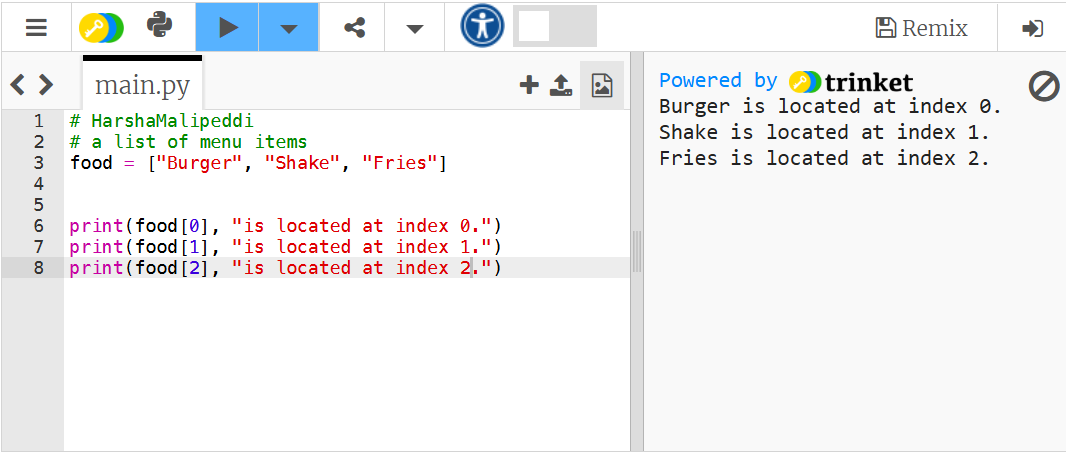 Remix
main.py
1 # HarshaMalipeddi
2 # a list of menu items
3 food = ["Burger", "Shake", "Fries"]
4
5
6 print(food[0], "is located at index 0.")
7 print(food[1], "is located at index 1.")
8 print(food[2], "is located at index 2.")
Powered by trinket
Burger is located at index 0.
Shake is located at index 1.
Fries is located at index 2.